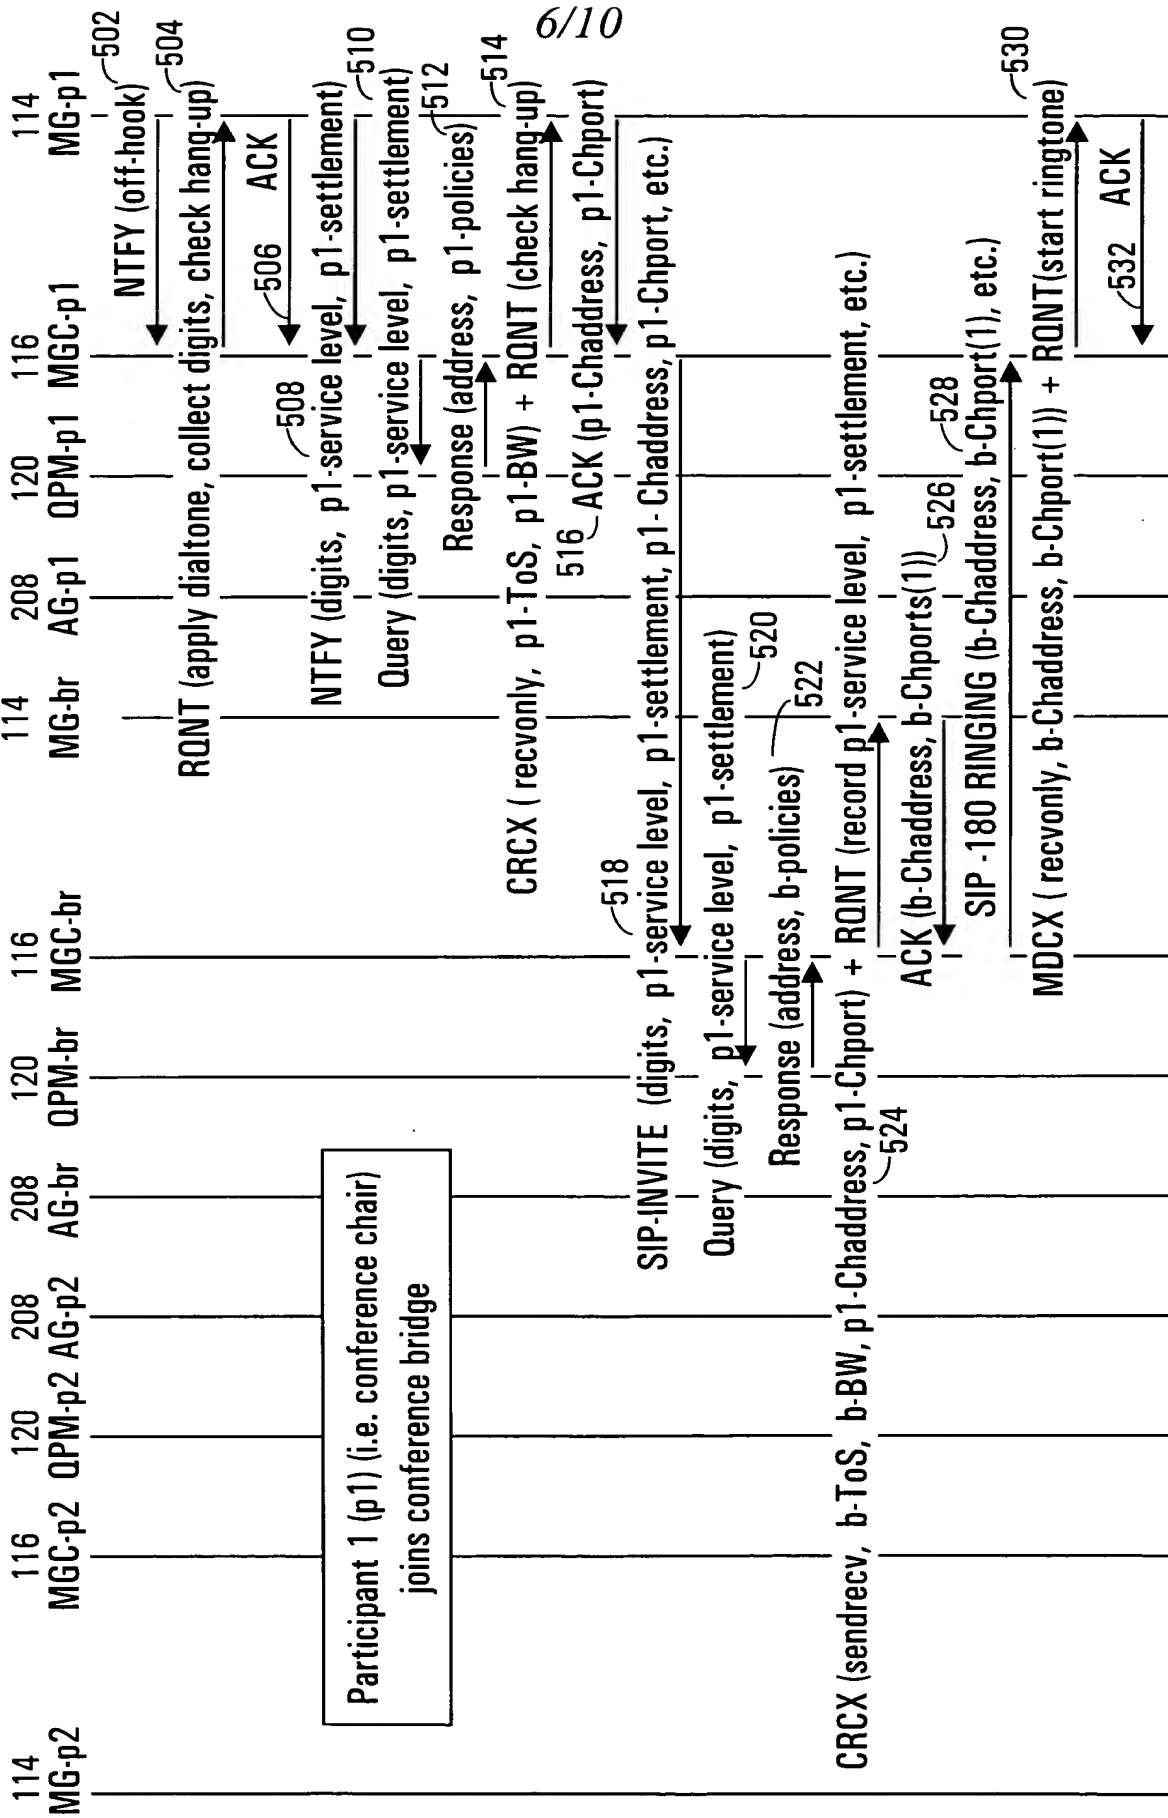 6/10
114 116 120 208 208 120 116 114 208 120 116 114
MG-p2 MGC-p2 QPM-p2 AG-p2 AG-br QPM-br MGC-br MG-br AG-p1 QPM-p1 MGC-p1 MG-p1
NTFY (off-hook) 502
RQNT (apply dialtone, collect digits, check hang-up) 504
506 ACK
Participant 1 (p1) (i.e. conference chair)
joins conference bridge
508
NTFY (digits, p1-service level, p1-settlement)
Query (digits, p1-service level, p1-settlement) 510
Response (address, p1-policies) 512
CRCX (recvonly, p1-ToS, p1-BW) + RQNT (check hang-up) 514
516 ACK (p1-Chaddress, p1-Chport)
518
SIP-INVITE (digits, p1-service level, p1-settlement, p1-Chaddress, p1-Chport, etc.)
Query (digits, p1-service level, p1-settlement) 520
Response (address, b-policies) 522
CRCX (sendrecv, b-ToS, b-BW, p1-Chaddress, p1-Chport) + RQNT (record p1-service level, p1-settlement, etc.)
524
ACK (b-Chaddress, b-Chports(1)) 526
528
SIP -180 RINGING (b-Chaddress, b-Chport(1), etc.)
MDCX (recvonly, b-Chaddress, b-Chport(1)) + RQNT(start ringtone) 530
532 ACK